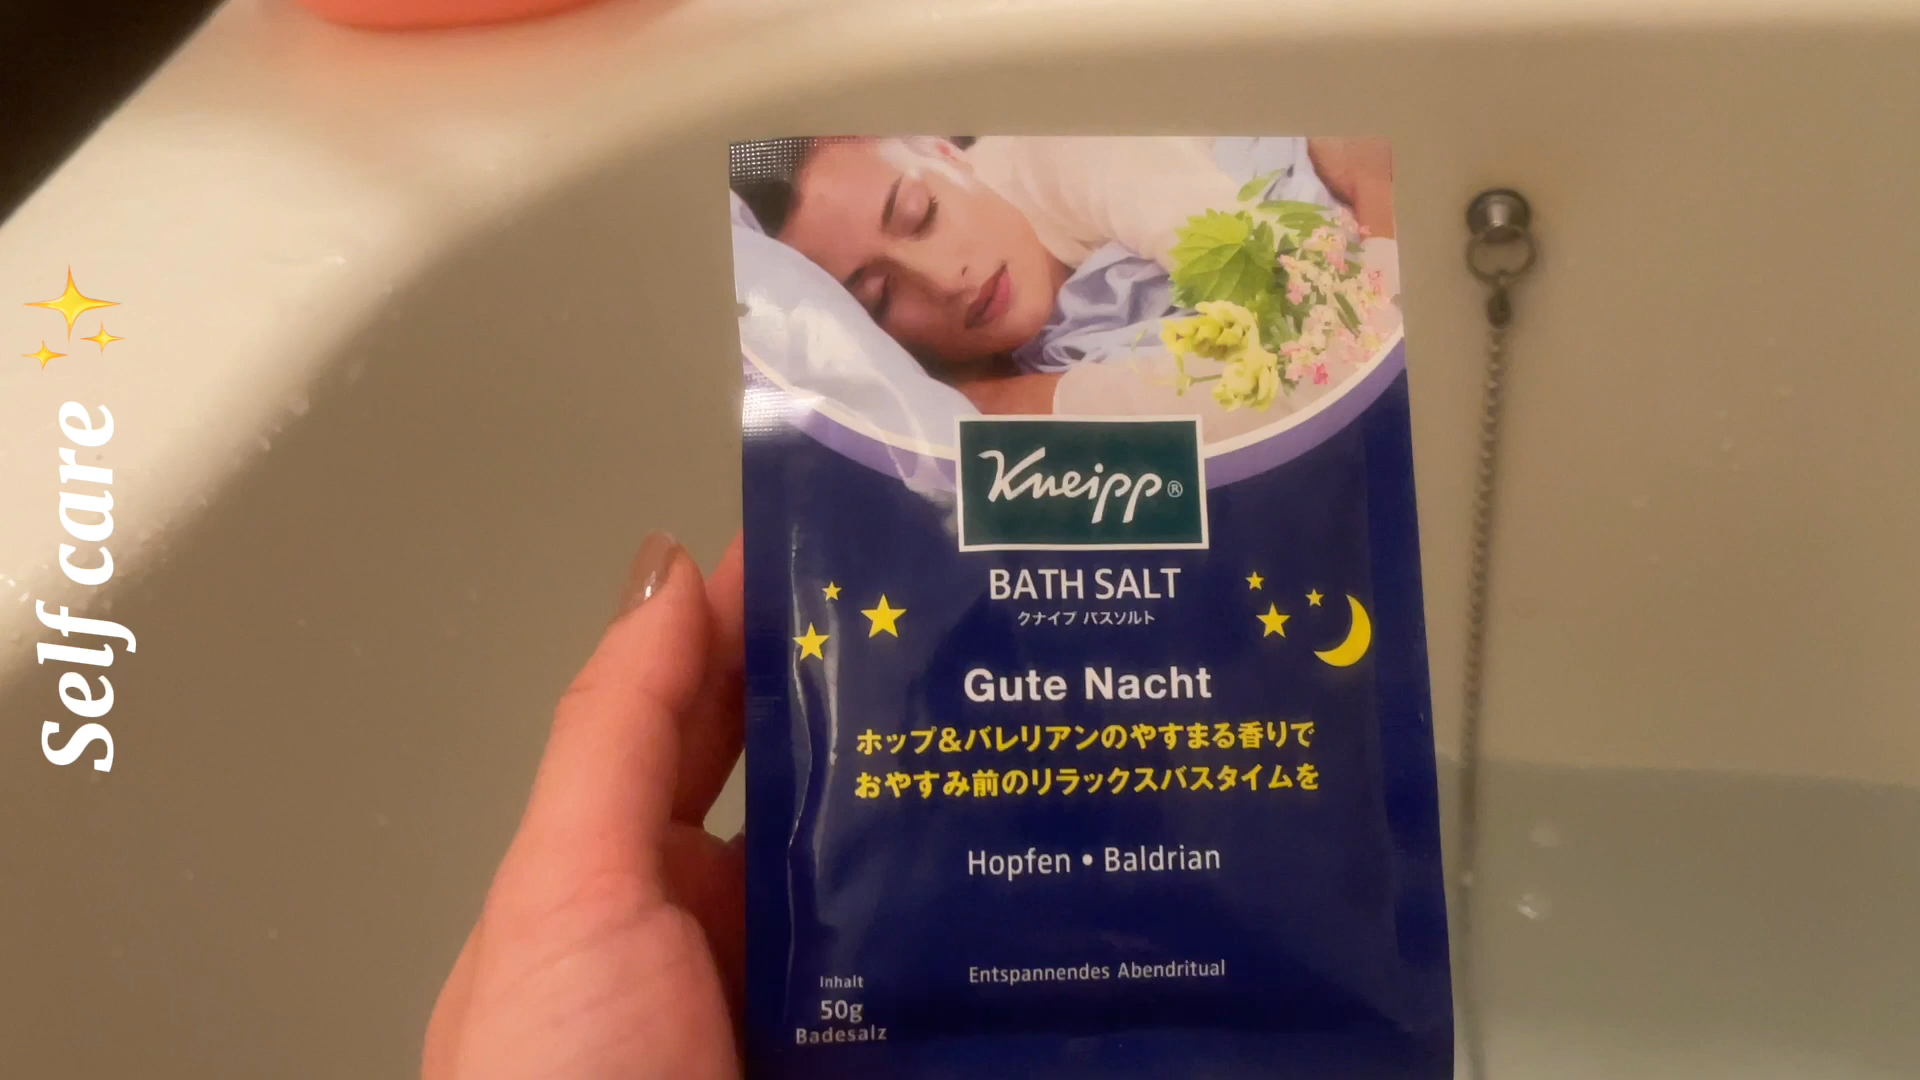 Self care ✨
Kneipp®
BATH SALT
クナイプ バスソルト
Gute Nacht
ホップ&バレリアンのやすまる香りで
おやすみ前のリラックスバスタイムを
Hopfen • Baldrian
Entspannendes Abendritual
Inhalt
50g
Badesalz